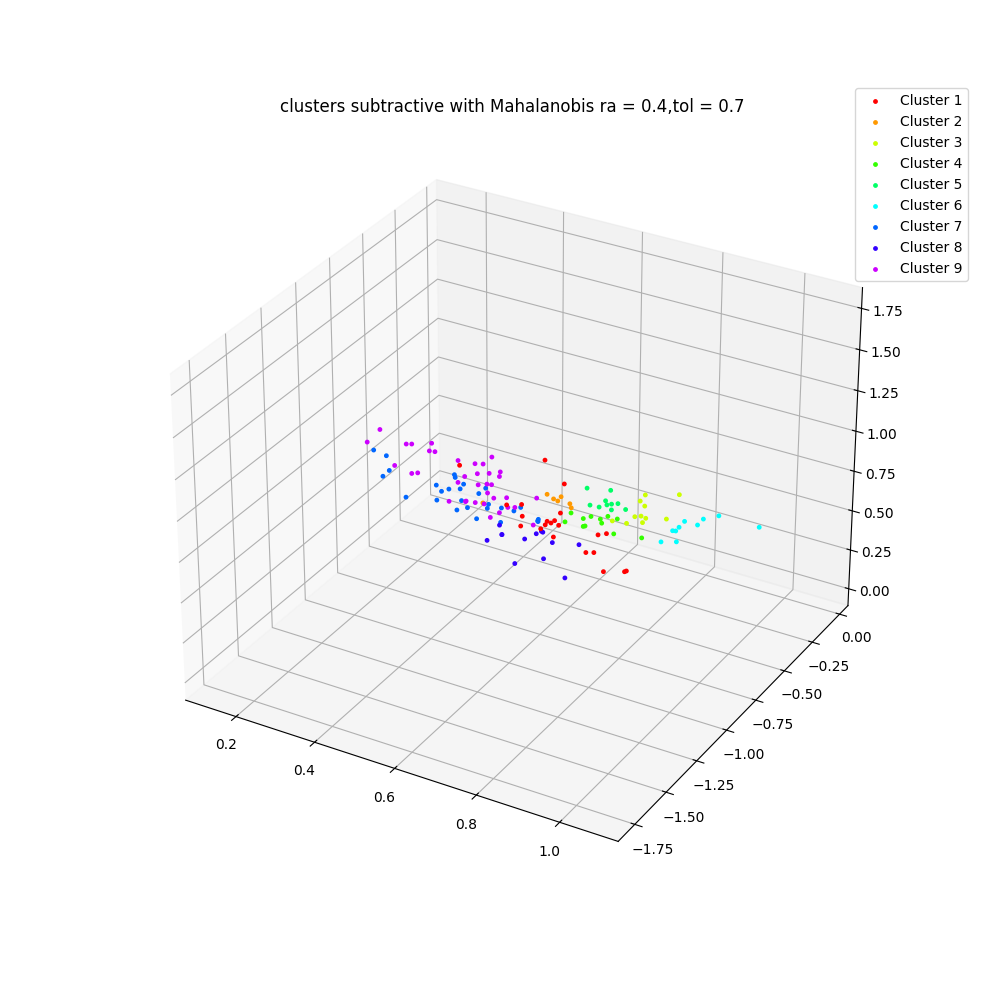 clusters subtractive with Mahalanobis ra = 0.4,tol = 0.7
Cluster 1
Cluster 2
Cluster 3
Cluster 4
Cluster 5
Cluster 6
Cluster 7
Cluster 8
Cluster 9
1.75
1.50
1.25
1.00
0.75
0.50
0.25
0.00
0.00
−0.25
−0.50
−0.75
−1.00
−1.25
−1.50
−1.75
0.2
0.4
0.6
0.8
1.0